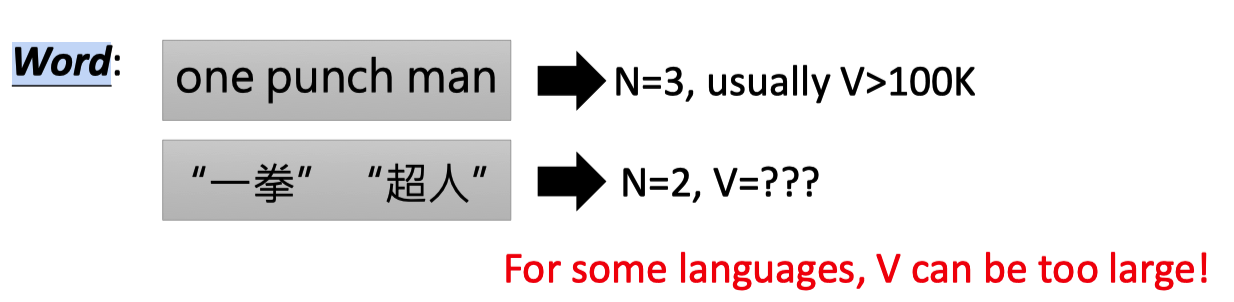 Word: one punch man N=3, usually V>100K
“一拳” “超人” N=2, V=???
For some languages, V can be too large!